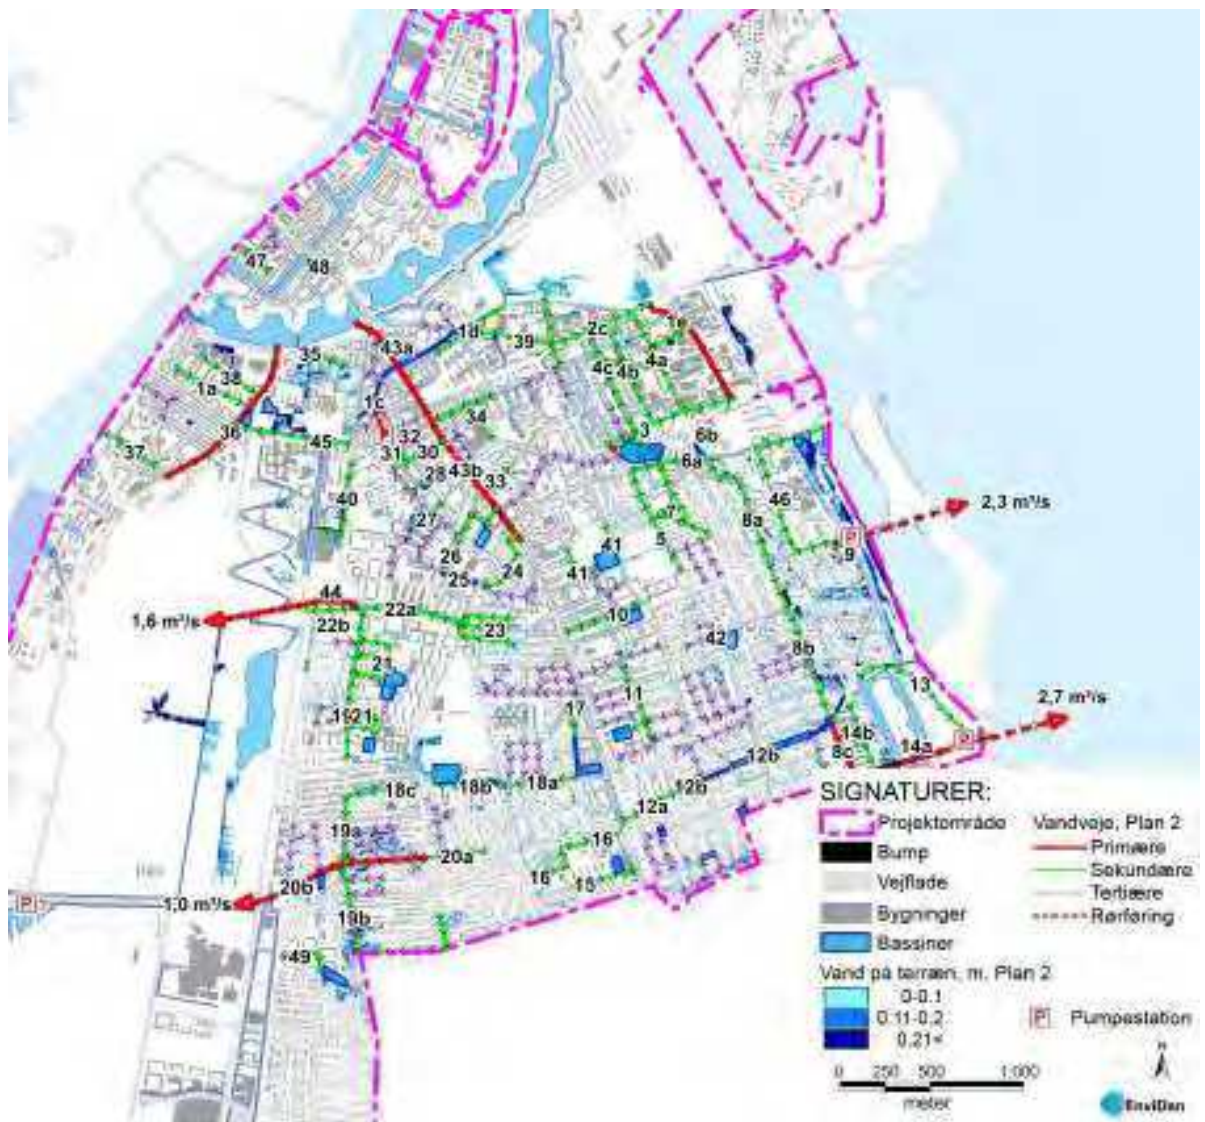 47
48
35
43a
1d
39
2c
1e
4a
4c
4b
38
1a
36
37
45
1c
34
32
31
30
28
43b
33
3
6b
6a
40
27
26
25
24
7
5
8a
46
2,3 m³/s
P
9
41
41
44
22a
22b
23
1,6 m³/s
10
42
8b
21
11
13
2,7 m³/s
P
19
21
17
14b
14a
8c
12b
12b
12a
18c
18b
18a
19a
20a
20b
16
16
15
P
1,0 m³/s
19b
49
SIGNATURER:
Projektområde
Bump
Vejflade
Bygninger
Bassiner
Vandveje, Plan 2
Primære
Sekundære
Tertiære
Rørføring
Vand på terræn, m. Plan 2
0-0.1
0.11-0.2
0.21<
P Pumpestation
0 250 500 1.000
meter
N
EnviDan